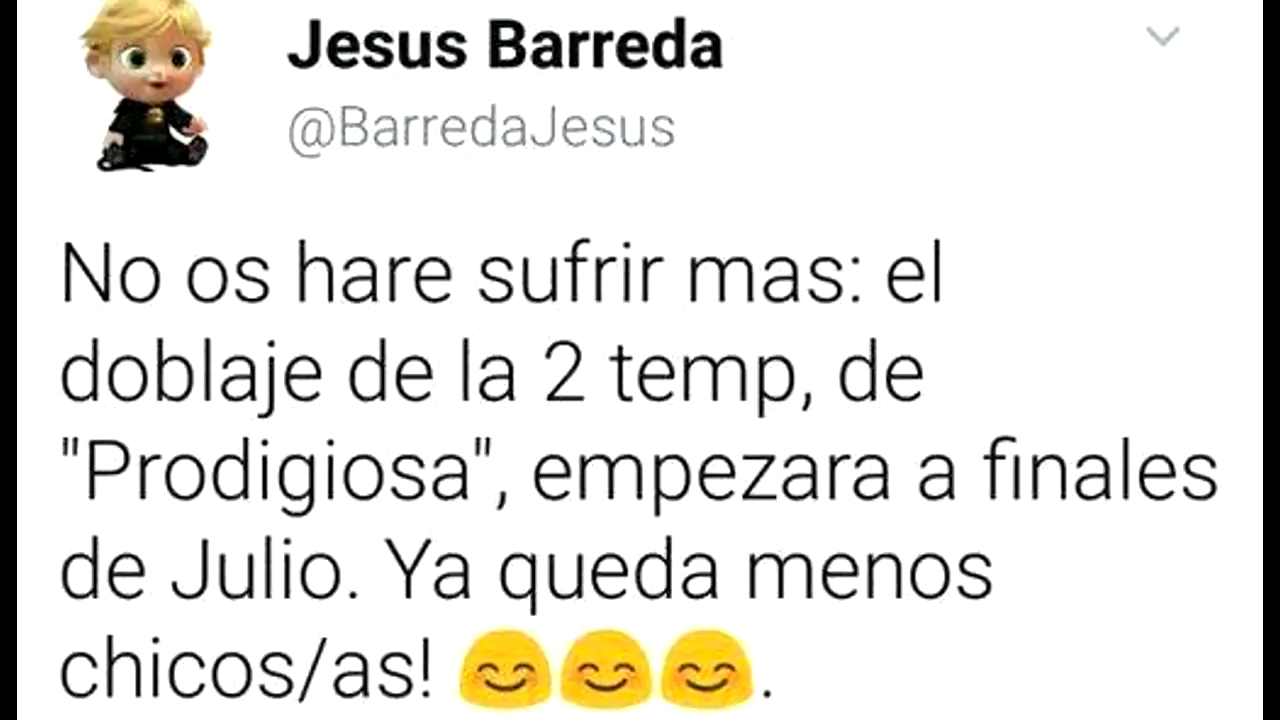 Jesus Barreda
@BarredaJesus
No os hare sufrir mas: el
doblaje de la 2 temp, de
"Prodigiosa", empezara a finales
de Julio. Ya queda menos
chicos/as! 😊😊😊.